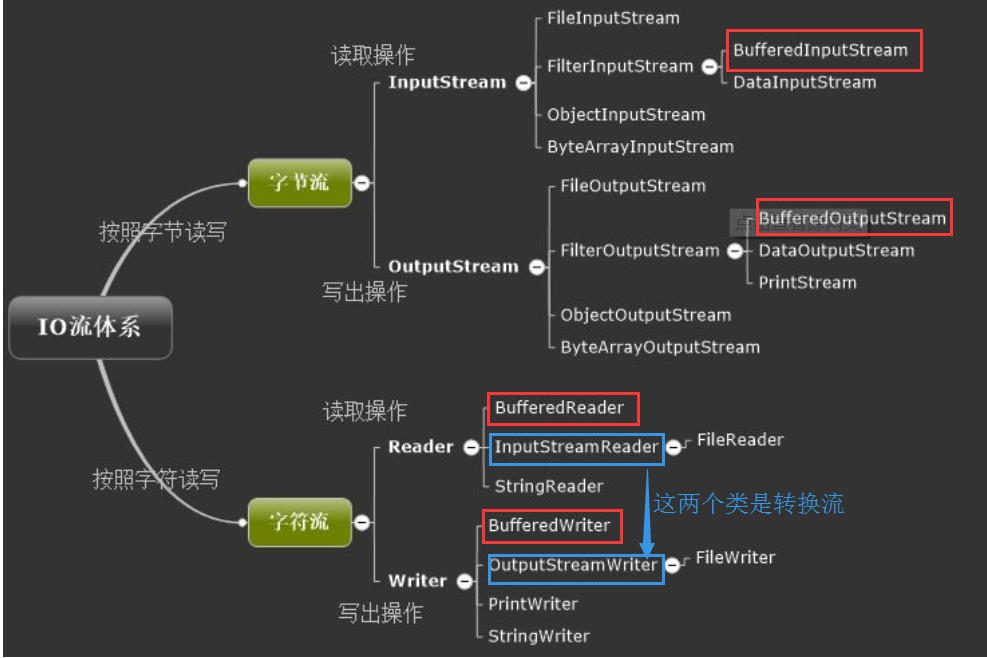 FileInputStream
读取操作
BufferedInputStream
FilterInputStream
InputStream
DataInputStream
ObjectInputStream
ByteArrayInputStream
字节流
FileOutputStream
按照字节读写
BufferedOutputStream
FilterOutputStream
DataOutputStream
OutputStream
写出操作
PrintStream
ObjectOutputStream
IO流体系
ByteArrayOutputStream
读取操作
BufferedReader
Reader
InputStreamReader
FileReader
按照字符读写
StringReader
这两个类是转换流
字符流
BufferedWriter
OutputStreamWriter
FileWriter
Writer
写出操作
PrintWriter
StringWriter